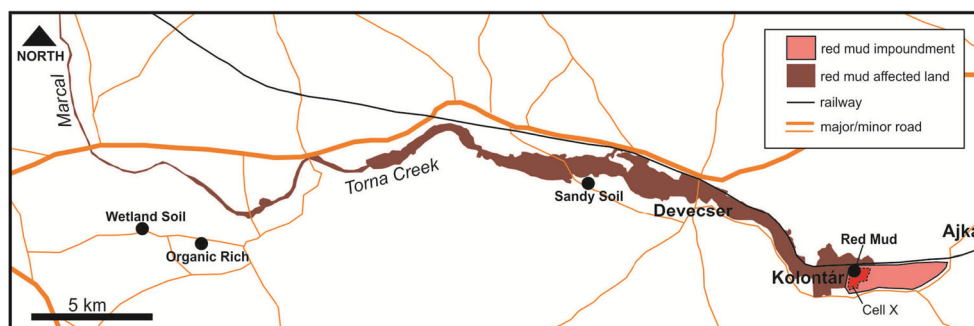 NORTH
Marcal
Torna Creek
Wetland Soil
Organic Rich
Sandy Soil
Devecser
Red Mud
Kolontár
Ajka
Cell X
5 km
red mud impoundment
red mud affected land
railway
major/minor road